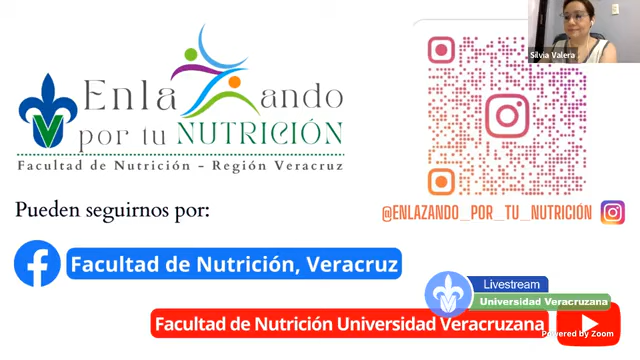 Enlazando
por tu NUTRICIÓN
Facultad de Nutrición - Región Veracruz
Silvia Valera
@ENLAZANDO_POR_TU_NUTRICIÓN
Pueden seguirnos por:
Facultad de Nutrición, Veracruz
Livestream
Universidad Veracruzana
Facultad de Nutrición Universidad Veracruzana
Powered by Zoom